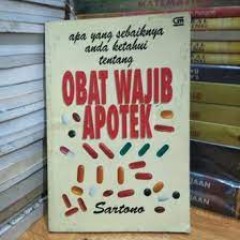 apa yang sebaiknya
anda ketahui
tentang
OBAT WAJIB
APOTEK
Sartono